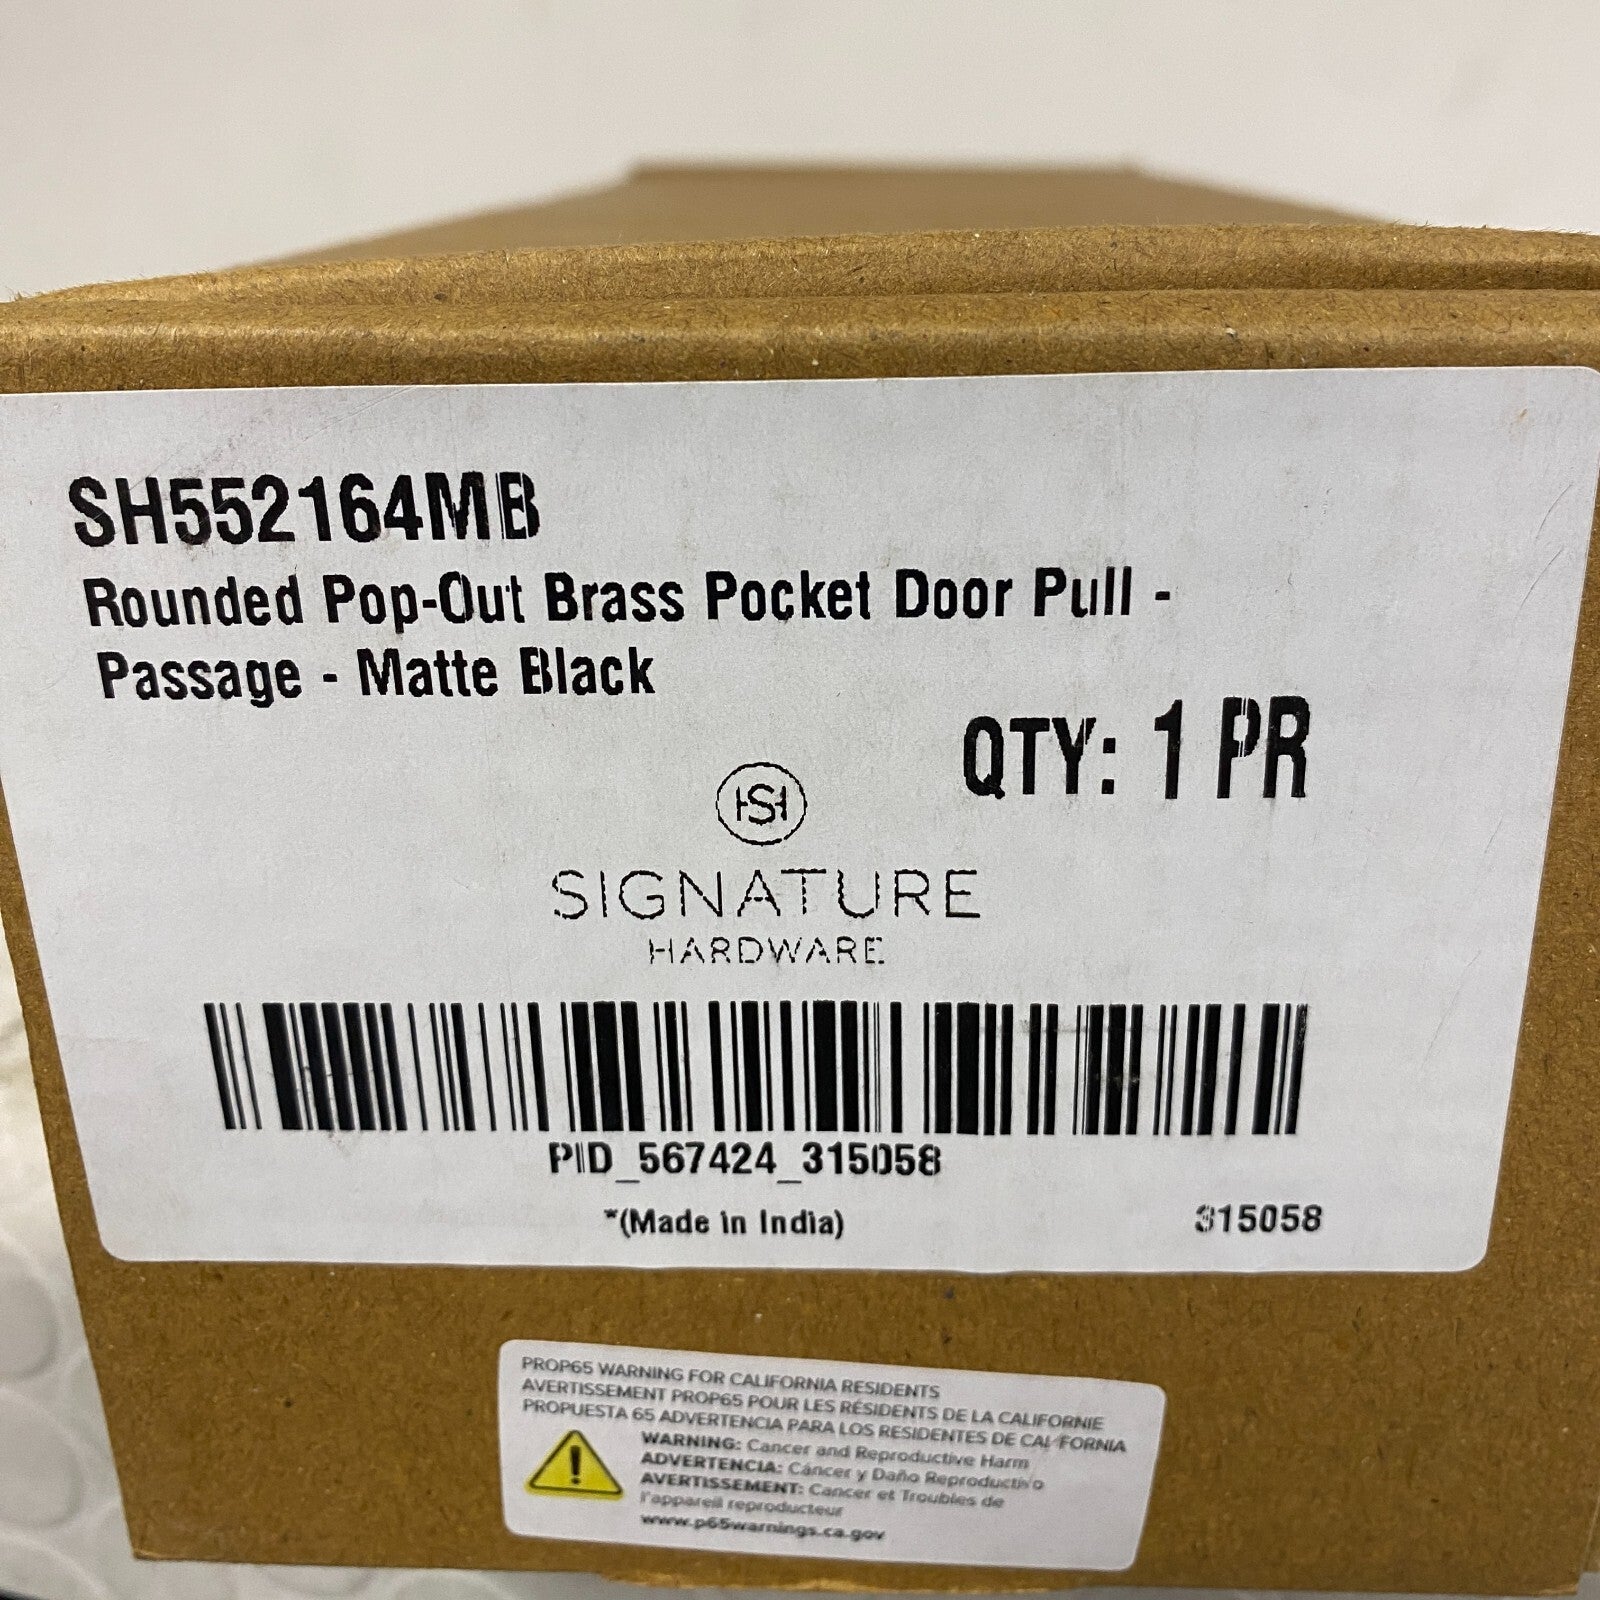 SH552164MB
Rounded Pop-Out Brass Pocket Door Pull -
Passage - Matte Black
QTY: 1 PR
HS
SIGNATURE
HARDWARE
PID_567424_315058
*(Made in India)
315058
PROP65 WARNING FOR CALIFORNIA RESIDENTS
AVERTISSEMENT PROP65 POUR LES RÉSIDENTS DE LA CALIFORNIE
PROPUESTA 65 ADVERTENCIA PARA LOS RESIDENTES DE CALIFORNIA
WARNING: Cancer and Reproductive Harm
ADVERTENCIA: Cáncer y Daño Reproductivo
AVERTISSEMENT: Cancer et Troubles de
l'appareil reproducteur
www.p65warnings.ca.gov